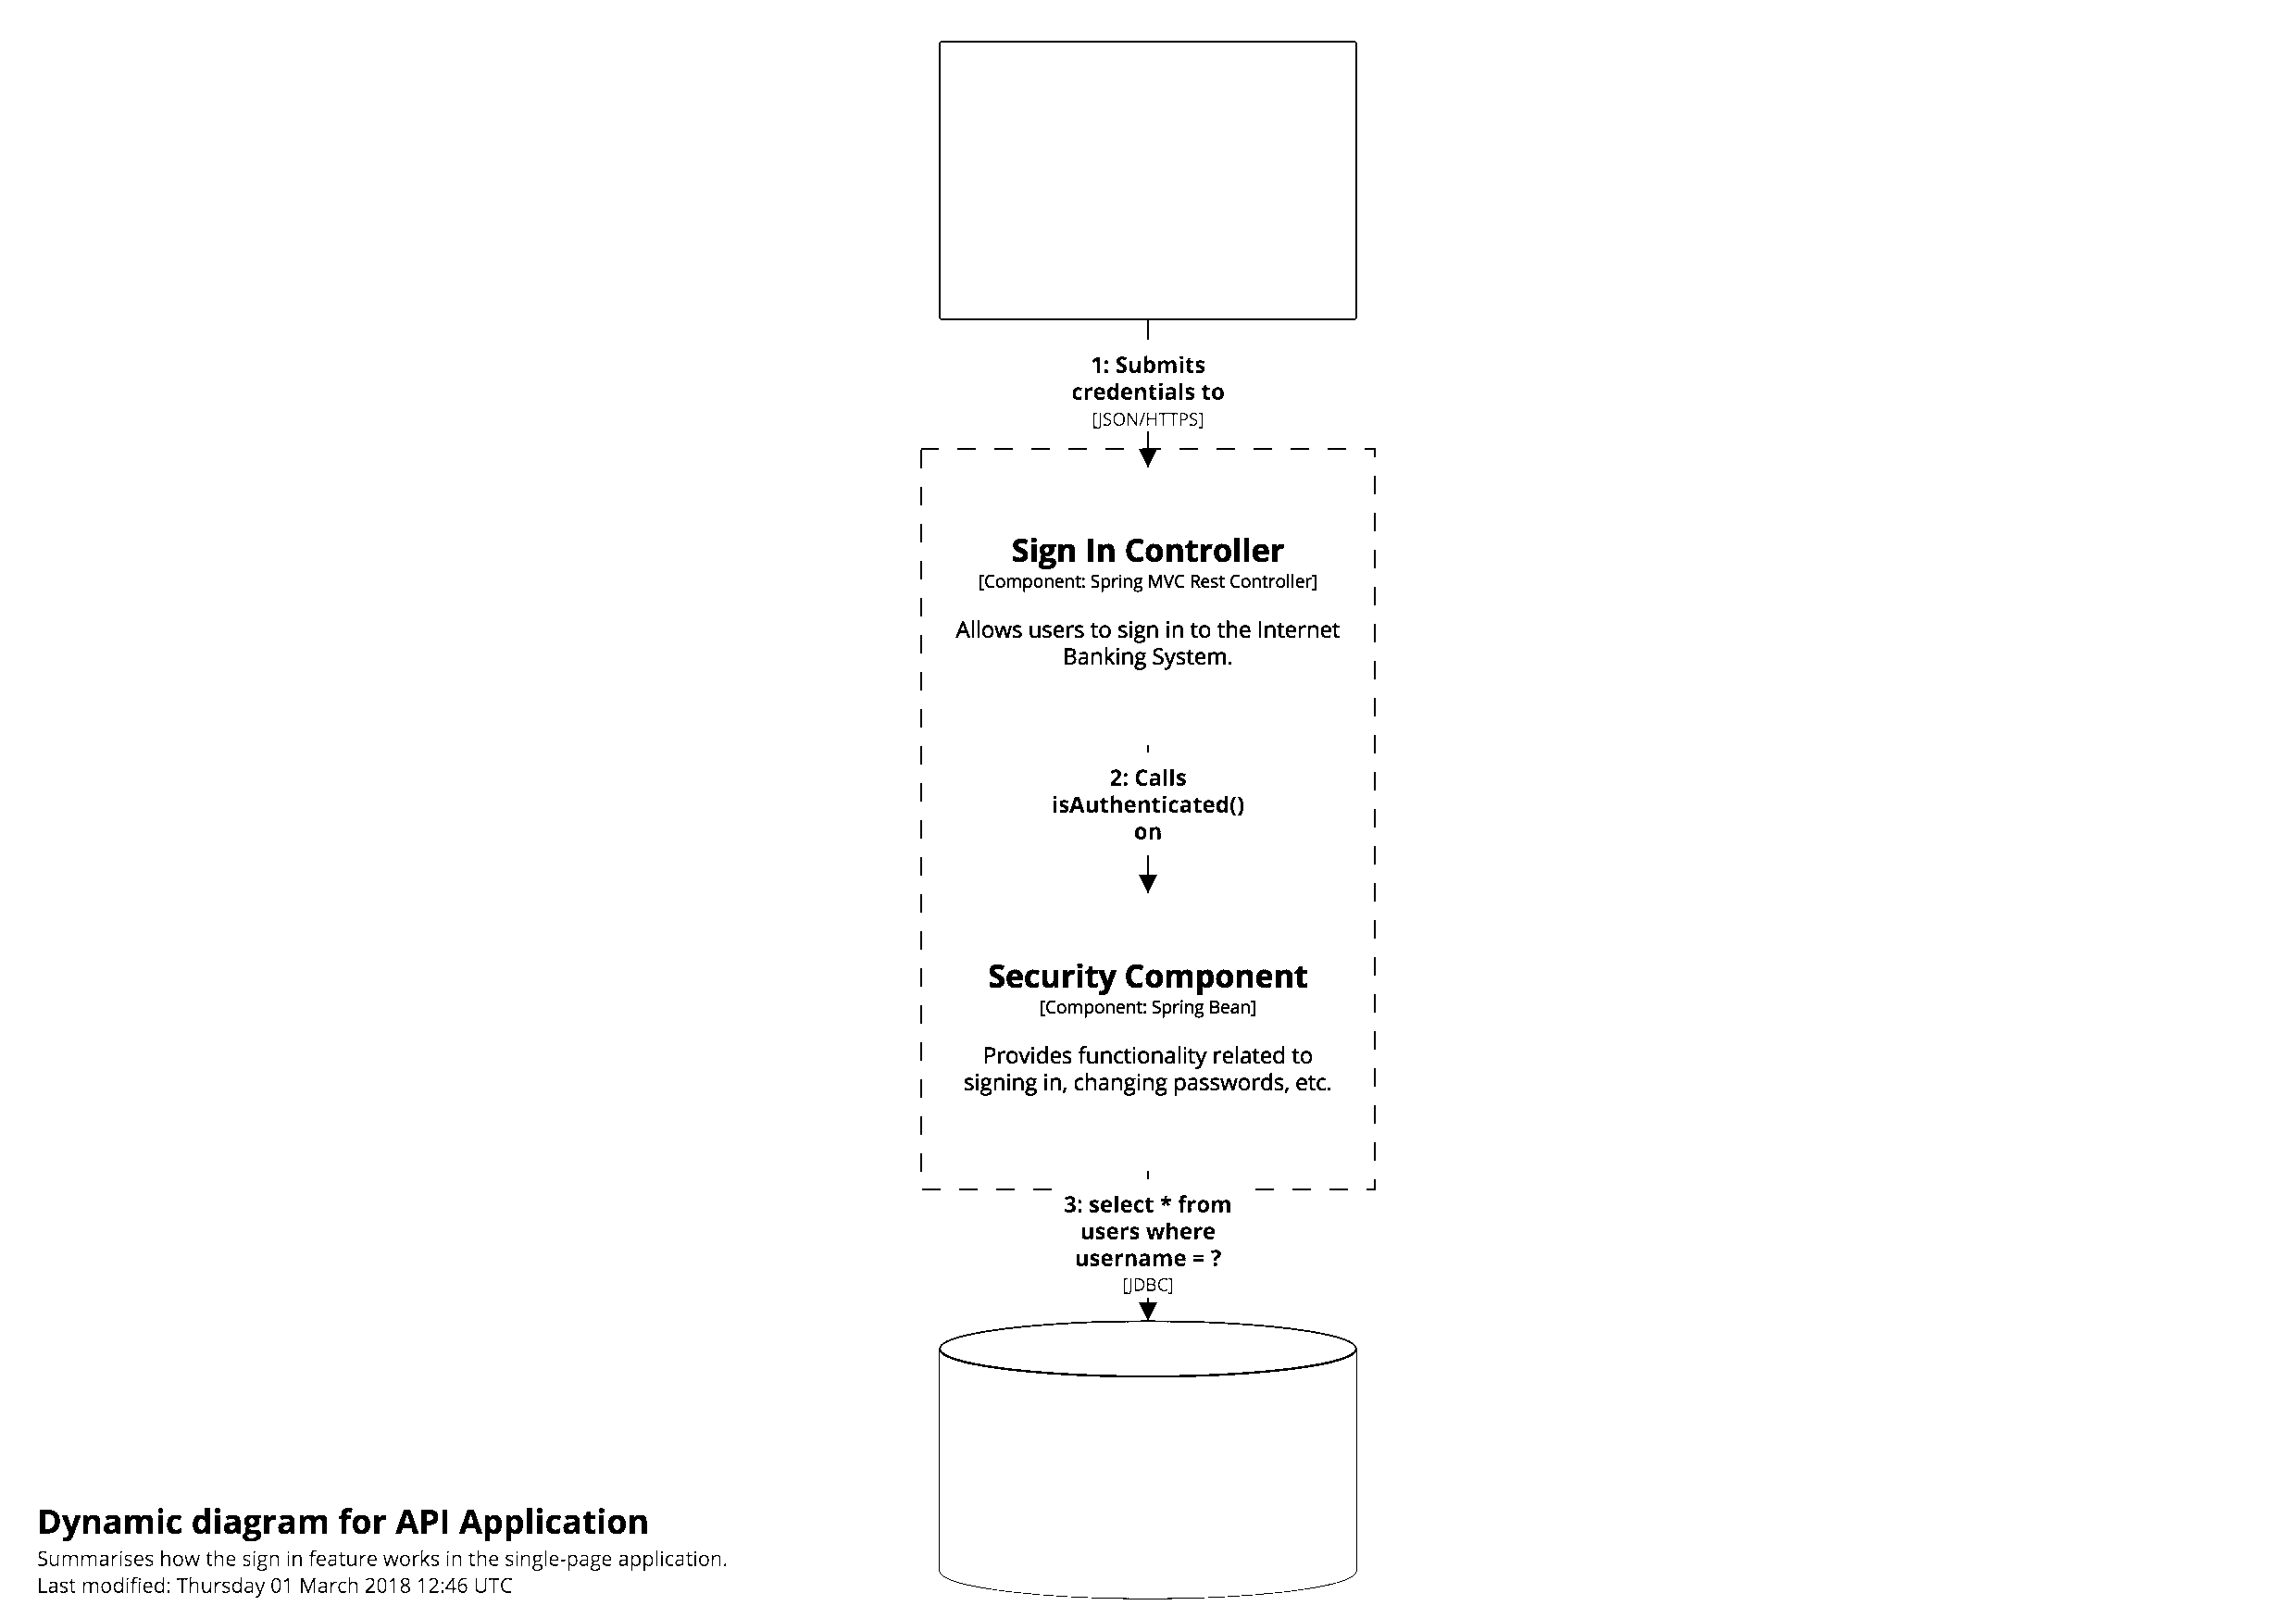 1: Submits
credentials to
[JSON/HTTPS]
Sign In Controller
[Component: Spring MVC Rest Controller]
Allows users to sign in to the Internet
Banking System.
2: Calls
isAuthenticated()
on
Security Component
[Component: Spring Bean]
Provides functionality related to
signing in, changing passwords, etc.
3: select * from
users where
username = ?
[JDBC]
Dynamic diagram for API Application
Summarises how the sign in feature works in the single-page application.
Last modified: Thursday 01 March 2018 12:46 UTC